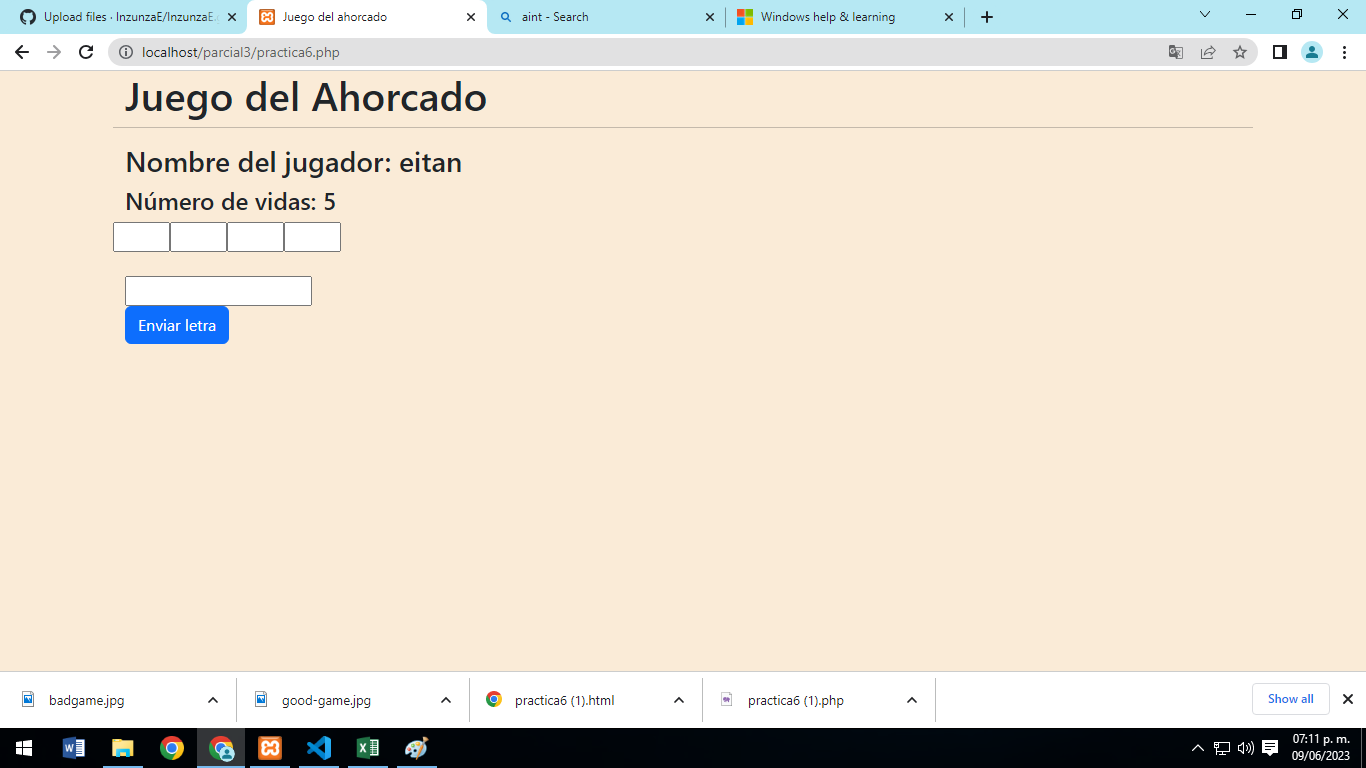 Upload files · InzunzaE/InzunzaE.
Juego del ahorcado
aint - Search
Windows help & learning
localhost/parcial3/practica6.php
Juego del Ahorcado
Nombre del jugador: eitan
Número de vidas: 5
Enviar letra
badgame.jpg
good-game.jpg
practica6 (1).html
practica6 (1).php
Show all
07:11 p. m.
09/06/2023